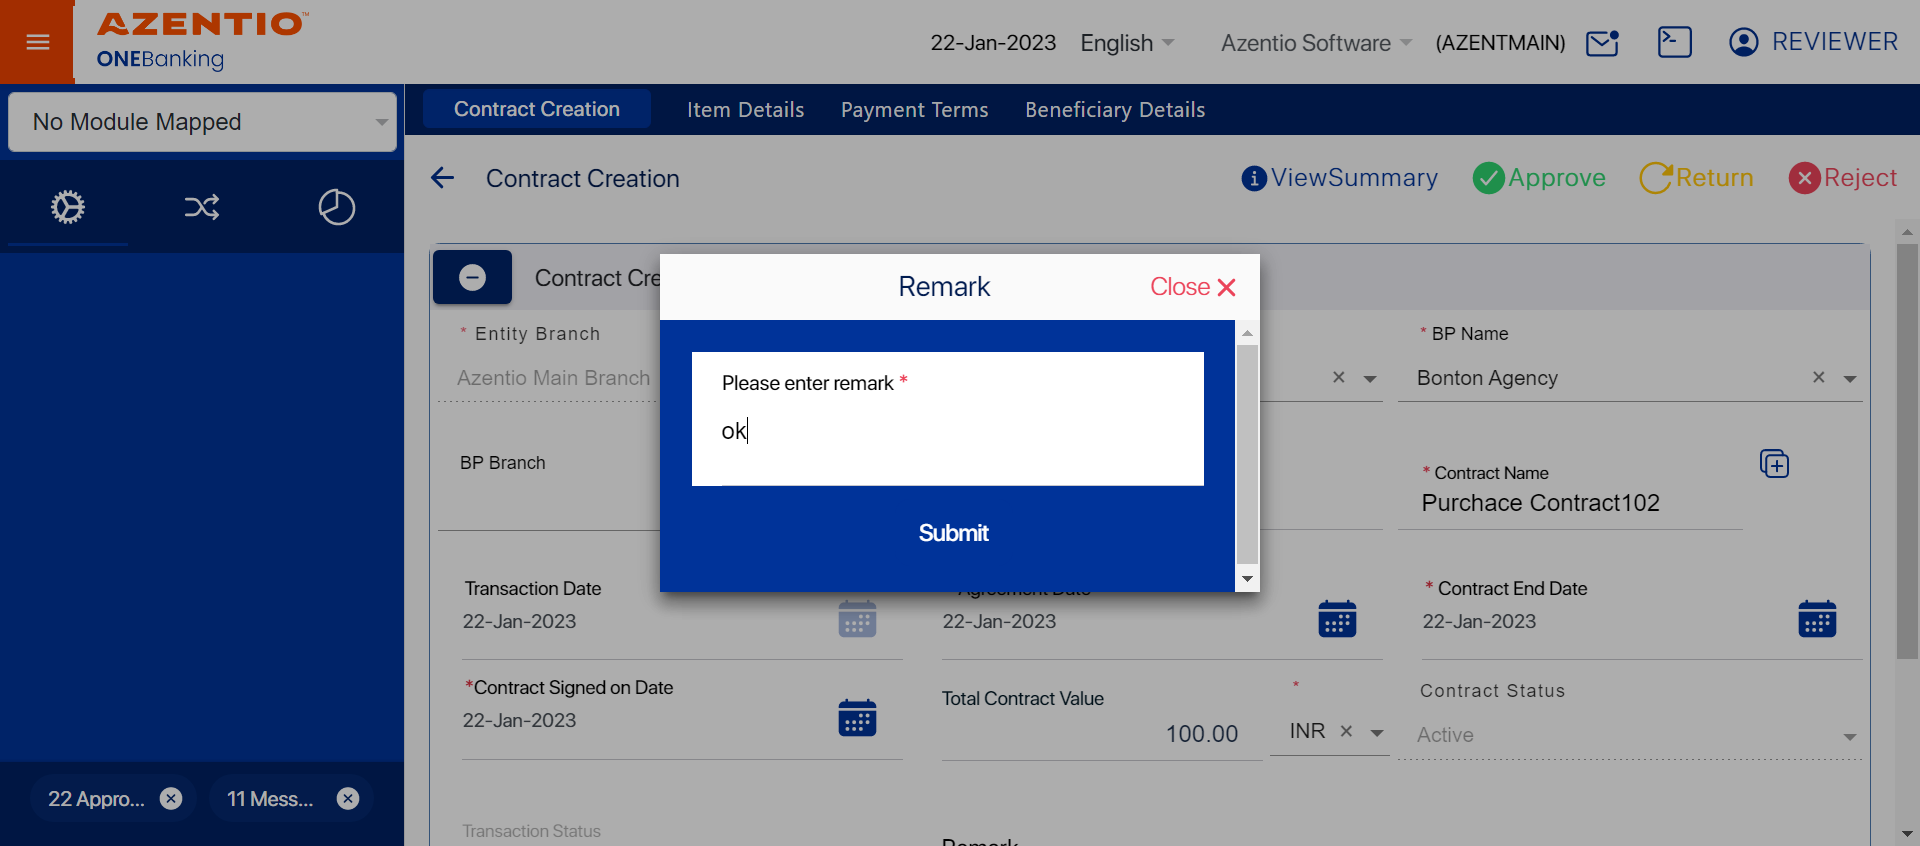 AZENTIO™
ONEBanking
22-Jan-2023 English Azentio Software (AZENTMAIN) REVIEWER
No Module Mapped
Contract Creation Item Details Payment Terms Beneficiary Details
Contract Creation
ViewSummary Approve Return Reject
Contract Cre
Remark Close
* Entity Branch
Azentio Main Branch
* BP Name
Bonton Agency
Please enter remark *
ok
BP Branch
* Contract Name
Purchace Contract102
Submit
Transaction Date
22-Jan-2023
Agreement Date
22-Jan-2023
* Contract End Date
22-Jan-2023
*Contract Signed on Date
22-Jan-2023
Total Contract Value
100.00
*
INR
Contract Status
Active
22 Appro... 11 Mess...
Transaction Status
Remark